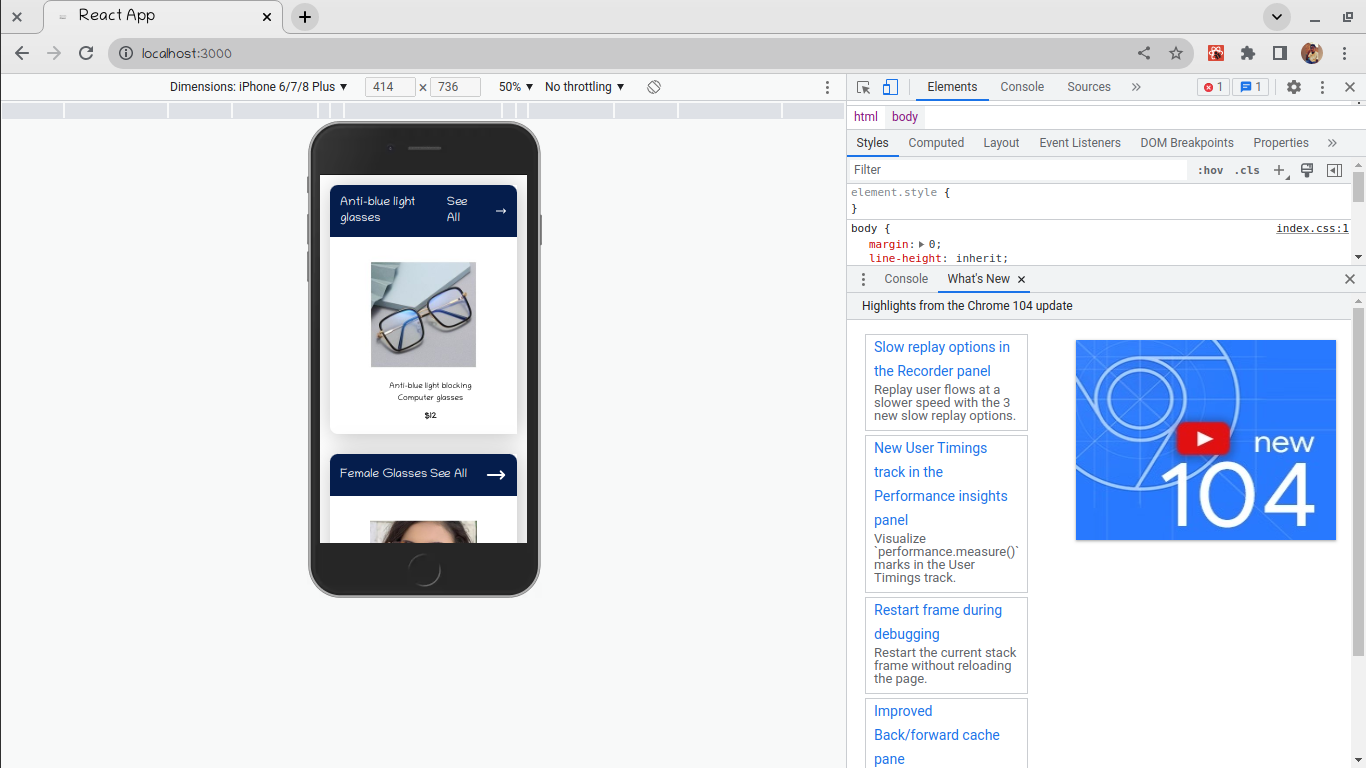 React App
localhost:3000
Dimensions: iPhone 6/7/8 Plus ▼ 414 × 736 50% ▼ No throttling ▼
Elements Console Sources » 1 1
html body
Styles Computed Layout Event Listeners DOM Breakpoints Properties »
Filter :hov .cls +
element.style {
}
body { index.css:1
margin: ▶ 0;
line-height: inherit;
Console What's New ×
Highlights from the Chrome 104 update
Slow replay options in
the Recorder panel
Replay user flows at a
slower speed with the 3
new slow replay options.
New User Timings
track in the
Performance insights
panel
Visualize
`performance.measure()`
marks in the User
Timings track.
Restart frame during
debugging
Restart the current stack
frame without reloading
the page.
Improved
Back/forward cache
pane
new
104
Anti-blue light
glasses
See
All
→
Anti-blue light blocking
Computer glasses
$12
Female Glasses See All →